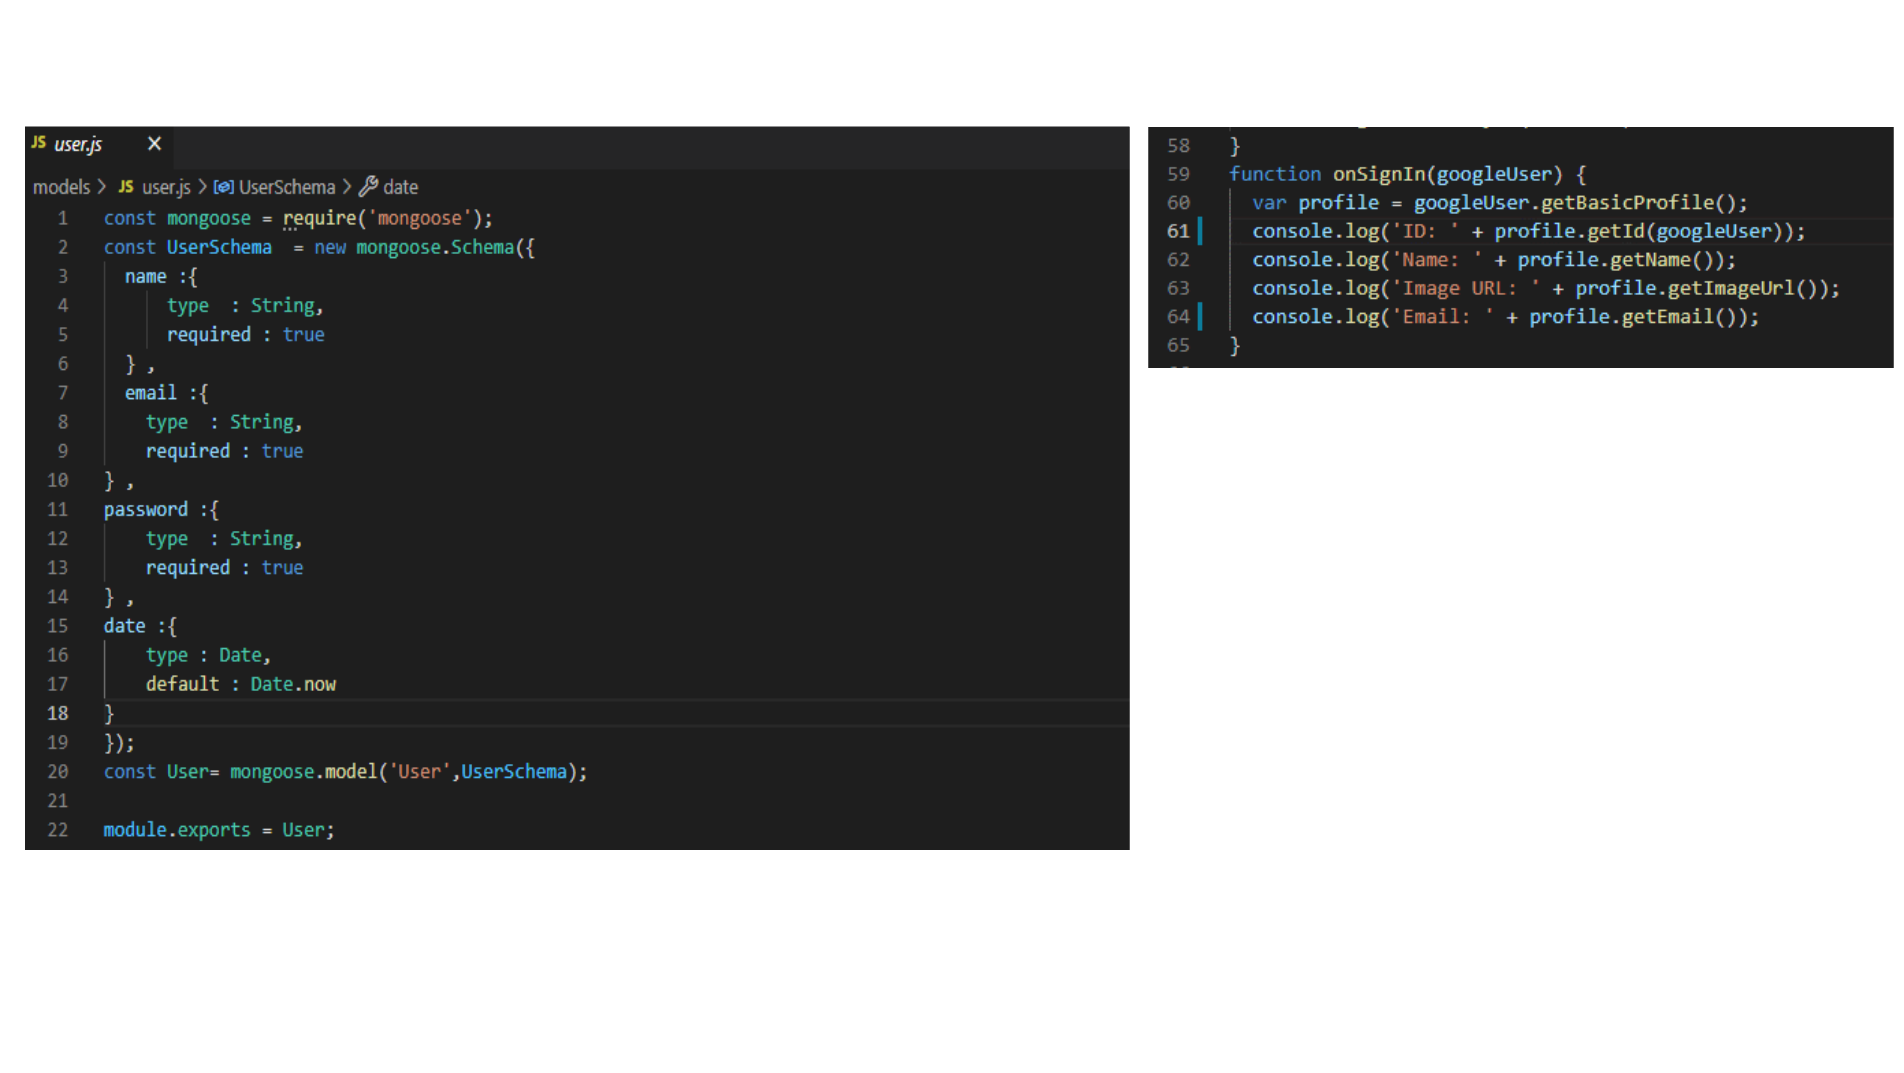 JS user.js ×
models > JS user.js > UserSchema > date
1 const mongoose = require('mongoose');
2 const UserSchema  = new mongoose.Schema({
3   name :{
4       type  : String,
5       required : true
6   } ,
7   email :{
8     type  : String,
9     required : true
10 } ,
11 password :{
12     type  : String,
13     required : true
14 } ,
15 date :{
16     type : Date,
17     default : Date.now
18 }
19 });
20 const User= mongoose.model('User',UserSchema);
21
22 module.exports = User;
58 }
59 function onSignIn(googleUser) {
60   var profile = googleUser.getBasicProfile();
61   console.log('ID: ' + profile.getId(googleUser));
62   console.log('Name: ' + profile.getName());
63   console.log('Image URL: ' + profile.getImageUrl());
64   console.log('Email: ' + profile.getEmail());
65 }